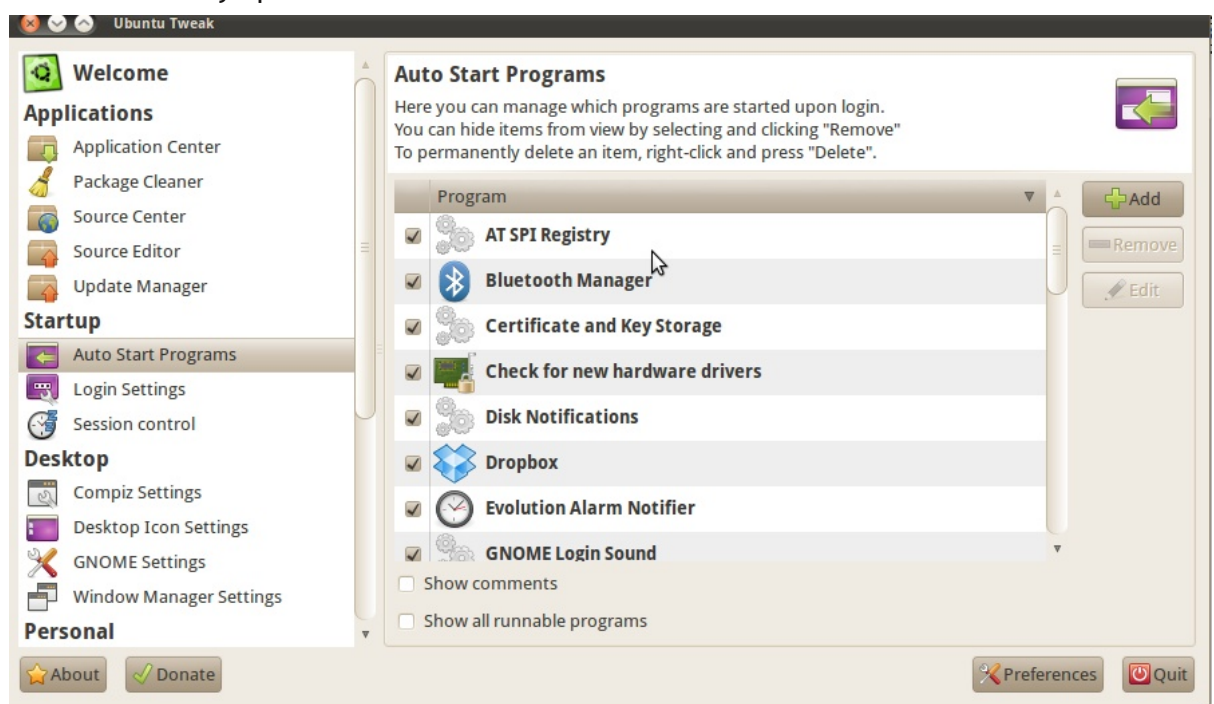 Ubuntu Tweak
Welcome
Applications
Application Center
Package Cleaner
Source Center
Source Editor
Update Manager
Startup
Auto Start Programs
Login Settings
Session control
Desktop
Compiz Settings
Desktop Icon Settings
GNOME Settings
Window Manager Settings
Personal
About
Donate
Auto Start Programs
Here you can manage which programs are started upon login.
You can hide items from view by selecting and clicking "Remove"
To permanently delete an item, right-click and press "Delete".
Program
AT SPI Registry
Bluetooth Manager
Certificate and Key Storage
Check for new hardware drivers
Disk Notifications
Dropbox
Evolution Alarm Notifier
GNOME Login Sound
Add
Remove
Edit
Show comments
Show all runnable programs
Preferences
Quit